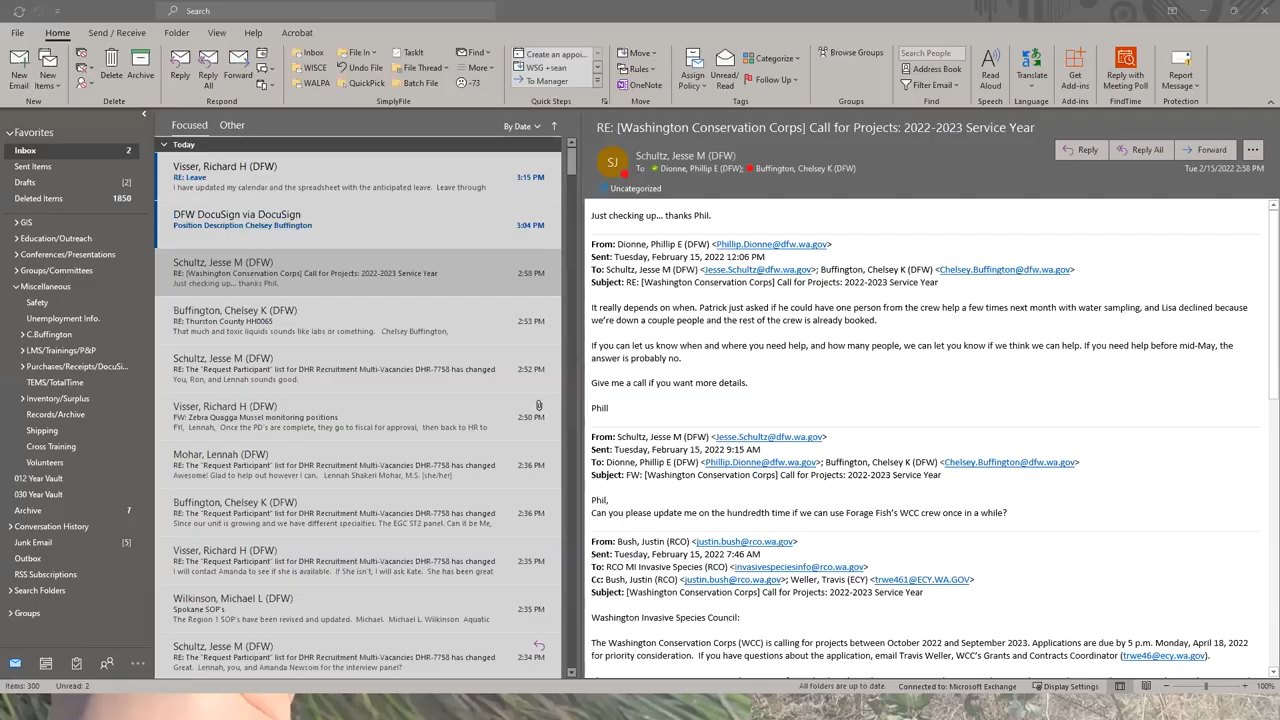 Search
File Home Send / Receive Folder View Help Acrobat
New Email
New Items
New
Delete
Archive
Delete
Reply
Reply All
Forward
Respond
Inbox File In TaskIt
WISCE Undo File File Thread
WALPA QuickPick Batch File
Find
More
~73
SimplyFile
Create an appoi...
WSG +sean
To Manager
Quick Steps
Move
Rules
OneNote
Move
Assign Policy
Unread/ Read
Categorize
Follow Up
Tags
Browse Groups
Groups
Search People
Address Book
Filter Email
Find
Read Aloud
Speech
Translate
Language
Get Add-ins
Add-ins
Reply with Meeting Poll
FindTime
Report Message
Protection
Favorites
Inbox 2
Sent Items
Drafts [2]
Deleted Items 1850
GIS
Education/Outreach
Conferences/Presentations
Groups/Committees
Miscellaneous
Safety
Unemployment Info.
C.Buffington
LMS/Trainings/P&P
Purchases/Receipts/DocuSi...
TEMS/TotalTime
Inventory/Surplus
Records/Archive
Shipping
Cross Training
Volunteers
012 Year Vault
030 Year Vault
Archive 7
Conversation History
Junk Email [5]
Outbox
RSS Subscriptions
Search Folders
Groups
Items: 300 Unread: 2
Focused Other By Date
Today
Visser, Richard H (DFW)
RE: Leave 3:15 PM
I have updated my calendar and the spreadsheet with the anticipated leave. Leave through
DFW DocuSign via DocuSign
Position Description Chelsey Buffington 3:04 PM
Schultz, Jesse M (DFW)
RE: [Washington Conservation Corps] Call for Projects: 2022-2023 Service Year 2:58 PM
Just checking up... thanks Phil.
Buffington, Chelsey K (DFW)
RE: Thurston County HH0065 2:53 PM
That much and toxic liquids sounds like labs or something. Chelsey Buffington,
Schultz, Jesse M (DFW)
RE: The "Request Participant" list for DHR Recruitment Multi-Vacancies DHR-7758 has changed 2:52 PM
You, Ron, and Lennah sounds good.
Visser, Richard H (DFW)
FW: Zebra Quagga Mussel monitoring positions 2:50 PM
FYI, Lennah, Once the PD's are complete, they go to fiscal for approval, then back to HR to
Mohar, Lennah (DFW)
RE: The "Request Participant" list for DHR Recruitment Multi-Vacancies DHR-7758 has changed 2:36 PM
Awesome! Glad to help out however I can. Lennah Shakeri Mohar, M.S. (she/her)
Buffington, Chelsey K (DFW)
RE: The "Request Participant" list for DHR Recruitment Multi-Vacancies DHR-7758 has changed 2:36 PM
Since our unit is growing and we have different specialties. The EGC ST2 panel. Can it be Me,
Visser, Richard H (DFW)
RE: The "Request Participant" list for DHR Recruitment Multi-Vacancies DHR-7758 has changed 2:35 PM
I will contact Amanda to see if she is available. If She isn't, I will ask Kate. She has been great
Wilkinson, Michael L (DFW)
Spokane SOP's 2:35 PM
The Region 1 SOP's have been revised and updated. Michael. Michael L. Wilkinson Aquatic
Schultz, Jesse M (DFW)
RE: The "Request Participant" list for DHR Recruitment Multi-Vacancies DHR-7758 has changed 2:34 PM
Great. Lennah, you, and Amanda Newsom for the interview panel?
RE: [Washington Conservation Corps] Call for Projects: 2022-2023 Service Year
SJ
Schultz, Jesse M (DFW)
To Dionne, Phillip E (DFW); Buffington, Chelsey K (DFW)
Uncategorized
Reply Reply All Forward
Tue 2/15/2022 2:58 PM
Just checking up... thanks Phil.
From: Dionne, Phillip E (DFW) <Phillip.Dionne@dfw.wa.gov>
Sent: Tuesday, February 15, 2022 12:06 PM
To: Schultz, Jesse M (DFW) <Jesse.Schultz@dfw.wa.gov>; Buffington, Chelsey K (DFW) <Chelsey.Buffington@dfw.wa.gov>
Subject: RE: [Washington Conservation Corps] Call for Projects: 2022-2023 Service Year
It really depends on when. Patrick just asked if he could have one person from the crew help a few times next month with water sampling, and Lisa declined because
we're down a couple people and the rest of the crew is already booked.
If you can let us know when and where you need help, and how many people, we can let you know if we think we can help. If you need help before mid-May, the
answer is probably no.
Give me a call if you want more details.
Phill
From: Schultz, Jesse M (DFW) <Jesse.Schultz@dfw.wa.gov>
Sent: Tuesday, February 15, 2022 9:15 AM
To: Dionne, Phillip E (DFW) <Phillip.Dionne@dfw.wa.gov>; Buffington, Chelsey K (DFW) <Chelsey.Buffington@dfw.wa.gov>
Subject: FW: [Washington Conservation Corps] Call for Projects: 2022-2023 Service Year
Phil,
Can you please update me on the hundredth time if we can use Forage Fish's WCC crew once in a while?
From: Bush, Justin (RCO) <justin.bush@rco.wa.gov>
Sent: Tuesday, February 15, 2022 7:46 AM
To: RCO MI Invasive Species (RCO) <invasivespeciesinfo@rco.wa.gov>
Cc: Bush, Justin (RCO) <justin.bush@rco.wa.gov>; Weller, Travis (ECY) <trwe461@ECY.WA.GOV>
Subject: [Washington Conservation Corps] Call for Projects: 2022-2023 Service Year
Washington Invasive Species Council:
The Washington Conservation Corps (WCC) is calling for projects between October 2022 and September 2023. Applications are due by 5 p.m. Monday, April 18, 2022
for priority consideration. If you have questions about the application, email Travis Weller, WCC's Grants and Contracts Coordinator (trwe46@ecy.wa.gov).
All folders are up to date. Connected to: Microsoft Exchange Display Settings 100%